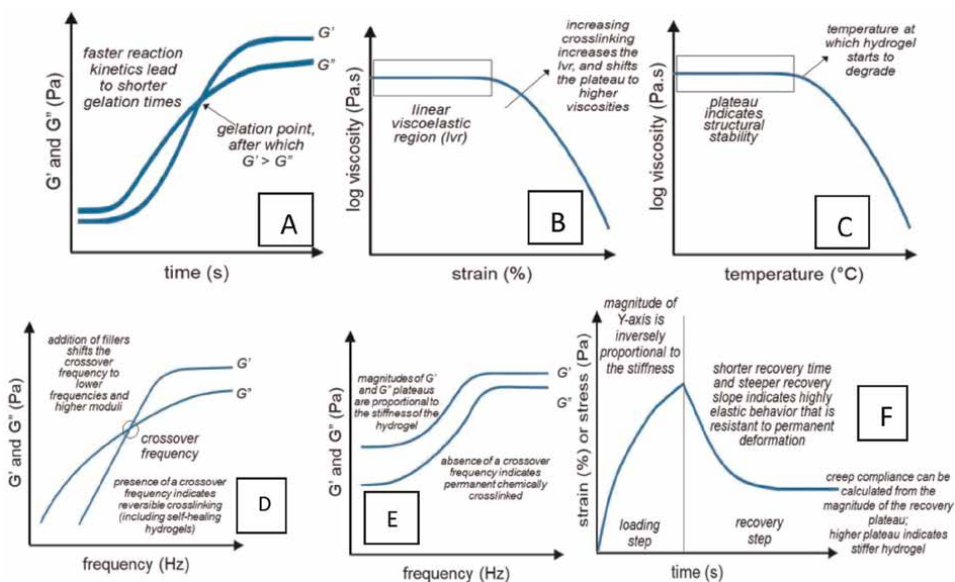 G' and G" (Pa)
faster reaction
kinetics lead
to shorter
gelation times
G'
G"
gelation point,
after which
G' > G"
A
time (s)
log viscosity (Pa.s)
increasing
crosslinking
increases the
lvr, and shifts
the plateau to
higher
viscosities
linear
viscoelastic
region (lvr)
B
strain (%)
log viscosity (Pa.s)
temperature at
which hydrogel
starts to
degrade
plateau
indicates
structural
stability
C
temperature (°C)
G' and G" (Pa)
addition of fillers
shifts the
crossover
frequency to
lower
frequencies and
higher moduli
G'
G"
crossover
frequency
presence of a crossover
frequency indicates
reversible crosslinking
(including self-healing
hydrogels)
D
frequency (Hz)
G' and G" (Pa)
magnitudes of G'
and G" plateaus
are proportional to
the stiffness of the
hydrogel
G'
G"
absence of a crossover
frequency indicates
permanent chemically
crosslinked
E
frequency (Hz)
strain (%) or stress (Pa)
magnitude of
Y-axis is
inversely
proportional to
the stiffness
shorter recovery time
and steeper recovery
slope indicates highly
elastic behavior that is
resistant to permanent
deformation
F
creep compliance can be
calculated from the
magnitude of the recovery
plateau;
higher plateau indicates
stiffer hydrogel
loading
step
recovery
step
time (s)